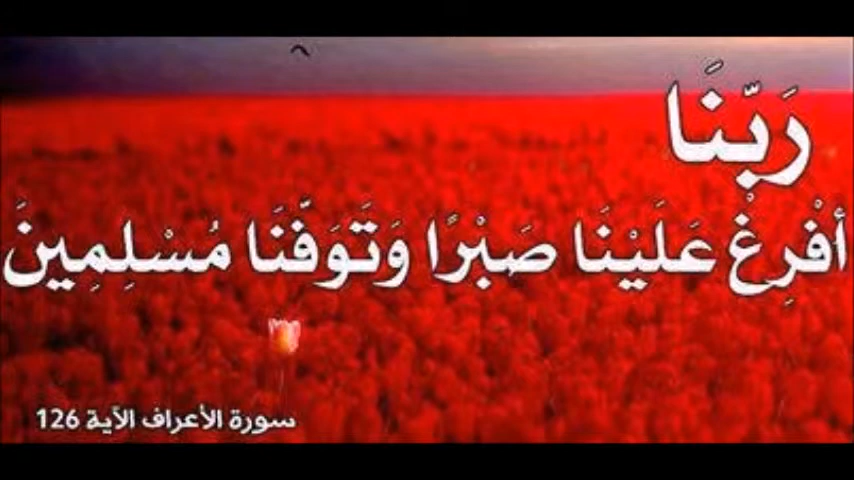 رَبَّنَا
أَفْرِغْ عَلَيْنَا صَبْرًا وَتَوَفَّنَا مُسْلِمِينَ
سورة الأعراف الآية 126